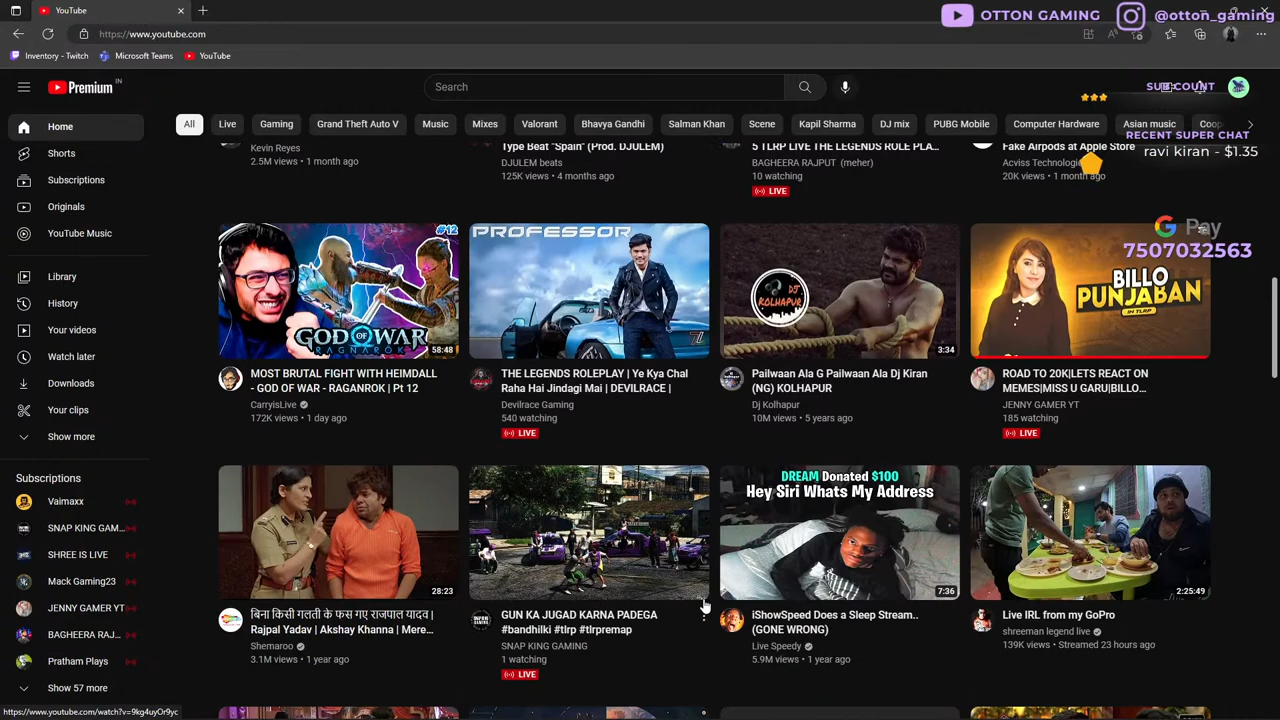 YouTube
OTTON GAMING
@otton_gaming
https://www.youtube.com
Inventory - Twitch
Microsoft Teams
YouTube
Premium
IN
Search
SUB COUNT
All
Live
Gaming
Grand Theft Auto V
Music
Mixes
Valorant
Bhavya Gandhi
Salman Khan
Scene
Kapil Sharma
DJ mix
PUBG Mobile
Computer Hardware
Asian music
RECENT SUPER CHAT
ravi kiran - $1.35
Home
Shorts
Subscriptions
Originals
YouTube Music
Library
History
Your videos
Watch later
Downloads
Your clips
Show more
Subscriptions
Vaimaxx
SNAP KING GAM...
SHREE IS LIVE
Mack Gaming23
JENNY GAMER YT
BAGHEERA RAJ...
Pratham Plays
Show 57 more
Kevin Reyes
2.5M views • 1 month ago
Type Beat "Spain" (Prod. DJULEM)
DJULEM beats
125K views • 4 months ago
5 TLRP LIVE THE LEGENDS ROLE PLA...
BAGHEERA RAJPUT (meher)
10 watching
LIVE
Fake Airpods at Apple Store
Acviss Technologi
20K views • 1 month ago
G Pay
7507032563
#12
GOD OF WAR
RAGNAROK
58:48
MOST BRUTAL FIGHT WITH HEIMDALL
- GOD OF WAR - RAGANROK | Pt 12
CarryisLive
172K views • 1 day ago
PROFESSOR
THE LEGENDS ROLEPLAY | Ye Kya Chal
Raha Hai Jindagi Mai | DEVILRACE |
Devilrace Gaming
540 watching
LIVE
DJ
KOLHAPUR
3:34
Pailwaan Ala G Pailwaan Ala Dj Kiran
(NG) KOLHAPUR
Dj Kolhapur
10M views • 5 years ago
BILLO
PUNJABAN
IN TLRP
ROAD TO 20K|LETS REACT ON
MEMES|MISS U GARU|BILLO...
JENNY GAMER YT
185 watching
LIVE
28:23
बिना किसी गलती के फस गए राजपाल यादव |
Rajpal Yadav | Akshay Khanna | Mere...
Shemaroo
3.1M views • 1 year ago
GUN KA JUGAD KARNA PADEGA
#bandhilki #tlrp #tlrpremap
SNAP KING GAMING
1 watching
LIVE
DREAM Donated $100
Hey Siri Whats My Address
7:36
iShowSpeed Does a Sleep Stream..
(GONE WRONG)
Live Speedy
5.9M views • 1 year ago
2:25:49
Live IRL from my GoPro
shreeman legend live
139K views • Streamed 23 hours ago
https://www.youtube.com/watch?v=9kg4uyOr9yc